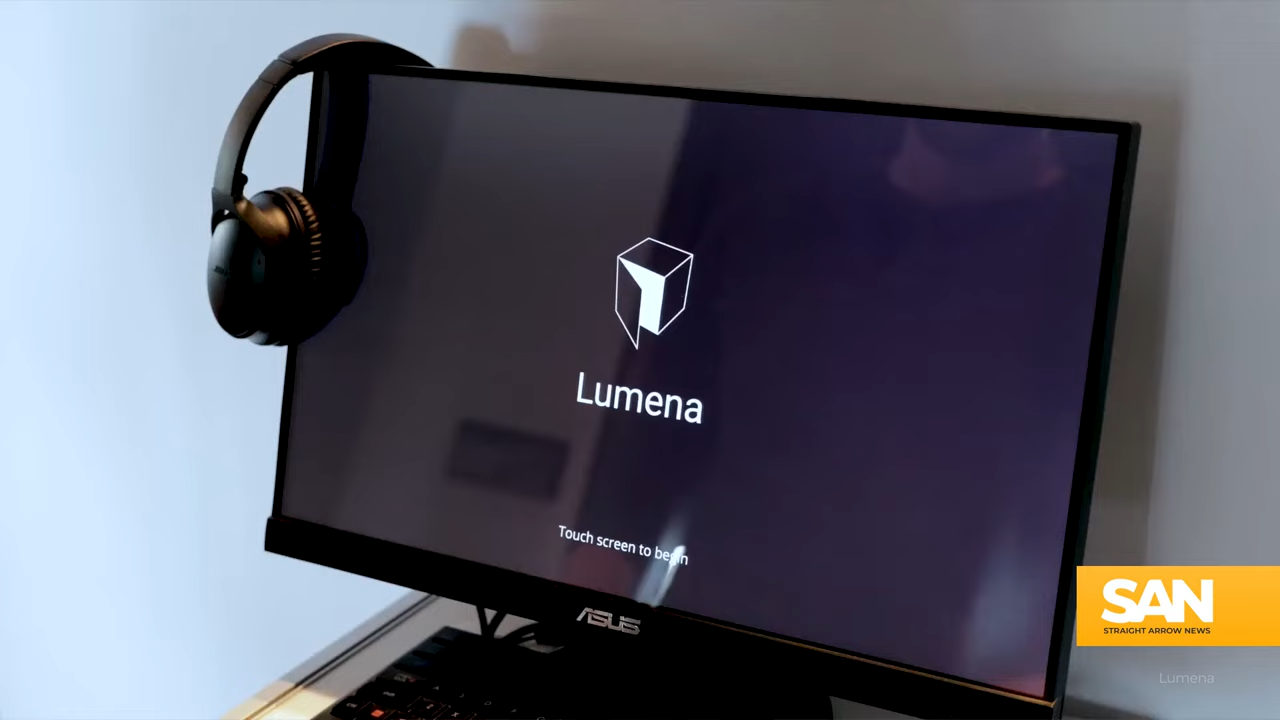 Lumena
Touch screen to begin
ASUS
SAN
STRAIGHT ARROW NEWS
Lumena